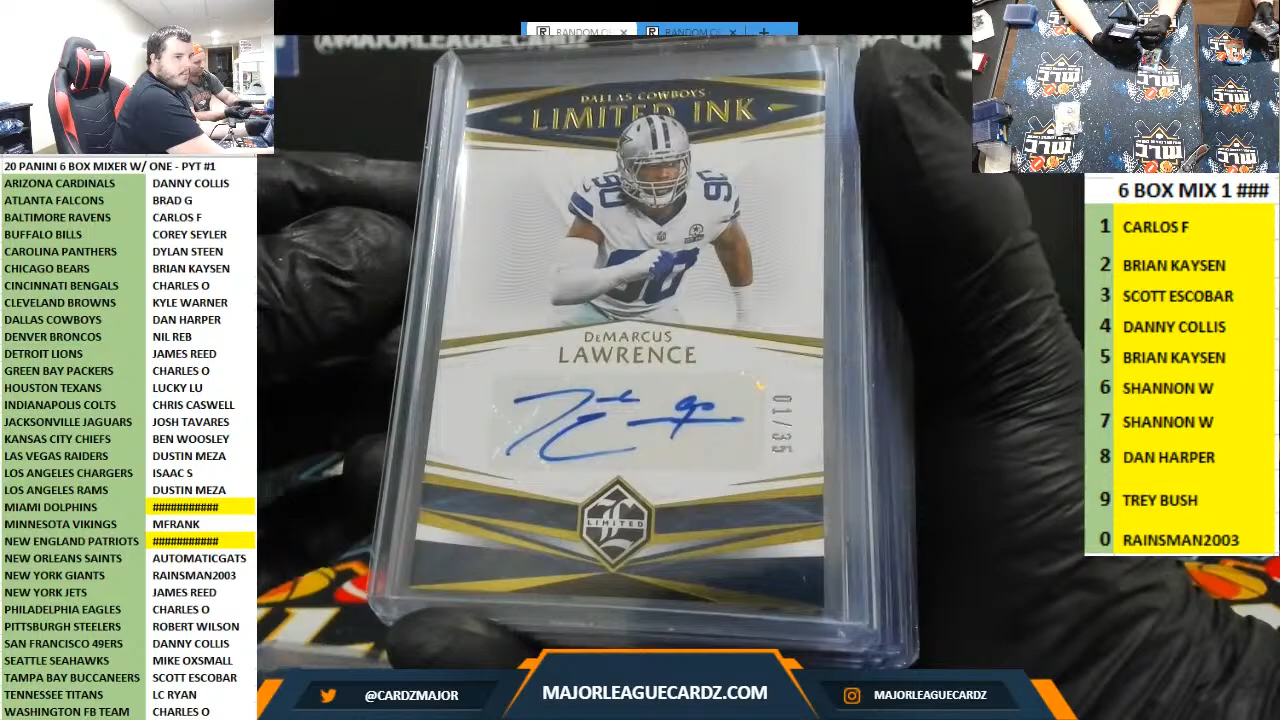 RANDOM
RANDOM
@MAJORLEAGUECARDZ
DALLAS COWBOYS
LIMITED INK
90
90
90
DEMARCUS
LAWRENCE
01/35
LIMITED
20 PANINI 6 BOX MIXER W/ ONE - PYT #1
ARIZONA CARDINALS DANNY COLLIS
ATLANTA FALCONS BRAD G
BALTIMORE RAVENS CARLOS F
BUFFALO BILLS COREY SEYLER
CAROLINA PANTHERS DYLAN STEEN
CHICAGO BEARS BRIAN KAYSEN
CINCINNATI BENGALS CHARLES O
CLEVELAND BROWNS KYLE WARNER
DALLAS COWBOYS DAN HARPER
DENVER BRONCOS NIL REB
DETROIT LIONS JAMES REED
GREEN BAY PACKERS CHARLES O
HOUSTON TEXANS LUCKY LU
INDIANAPOLIS COLTS CHRIS CASWELL
JACKSONVILLE JAGUARS JOSH TAVARES
KANSAS CITY CHIEFS BEN WOOSLEY
LAS VEGAS RAIDERS DUSTIN MEZA
LOS ANGELES CHARGERS ISAAC S
LOS ANGELES RAMS DUSTIN MEZA
MIAMI DOLPHINS ###########
MINNESOTA VIKINGS MFRANK
NEW ENGLAND PATRIOTS ###########
NEW ORLEANS SAINTS AUTOMATICGATS
NEW YORK GIANTS RAINSMAN2003
NEW YORK JETS JAMES REED
PHILADELPHIA EAGLES CHARLES O
PITTSBURGH STEELERS ROBERT WILSON
SAN FRANCISCO 49ERS DANNY COLLIS
SEATTLE SEAHAWKS MIKE OXSMALL
TAMPA BAY BUCCANEERS SCOTT ESCOBAR
TENNESSEE TITANS LC RYAN
WASHINGTON FB TEAM CHARLES O
6 BOX MIX 1 ###
1 CARLOS F
2 BRIAN KAYSEN
3 SCOTT ESCOBAR
4 DANNY COLLIS
5 BRIAN KAYSEN
6 SHANNON W
7 SHANNON W
8 DAN HARPER
9 TREY BUSH
0 RAINSMAN2003
@CARDZMAJOR
MAJORLEAGUECARDZ.COM
MAJORLEAGUECARDZ